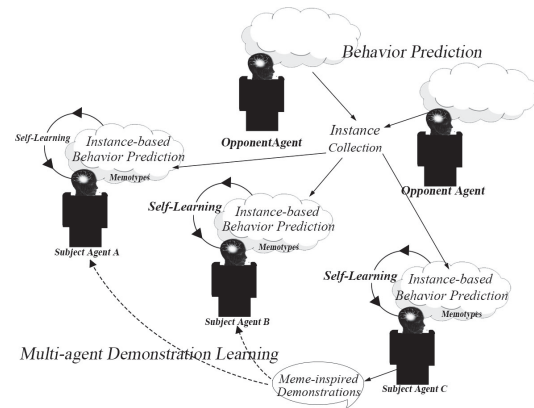 Behavior Prediction
OpponentAgent
Instance
Collection
Opponent Agent
Self-Learning
Instance-based
Behavior Prediction
Memotypes
Subject Agent A
Self-Learning
Instance-based
Behavior Prediction
Memotypes
Subject Agent B
Self-Learning
Instance-based
Behavior Prediction
Memotypes
Subject Agent C
Multi-agent Demonstration Learning
Meme-inspired
Demonstrations